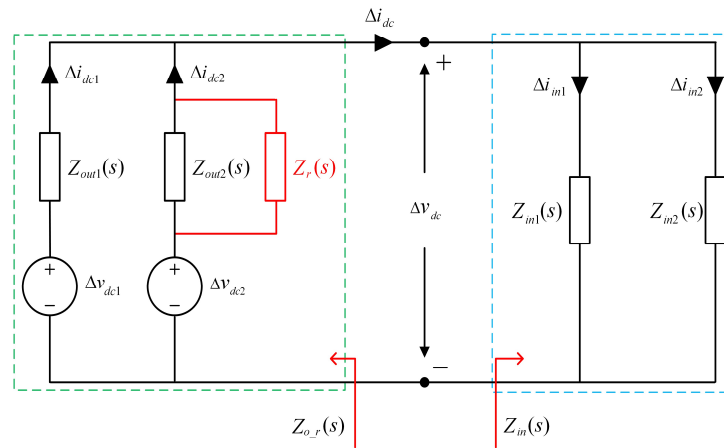 Δi_dc
Δi_dc1
Δi_dc2
+
Δi_in1
Δi_in2
Z_out1(s)
Z_out2(s)
Z_r(s)
Δv_dc
Z_in1(s)
Z_in2(s)
+
−
Δv_dc1
+
−
Δv_dc2
−
Z_o_r(s)
Z_in(s)